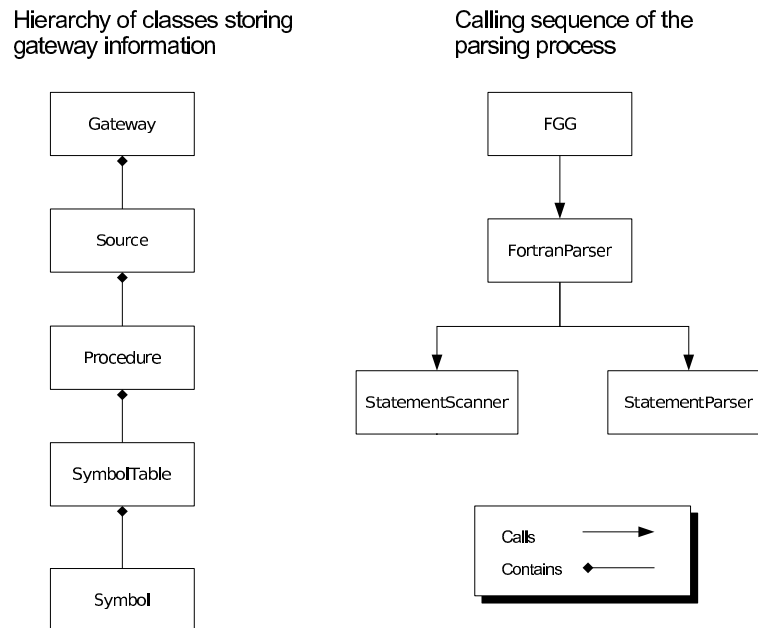 Hierarchy of classes storing
gateway information
Gateway
Source
Procedure
SymbolTable
Symbol
Calling sequence of the
parsing process
FGG
FortranParser
StatementScanner
StatementParser
Calls
Contains